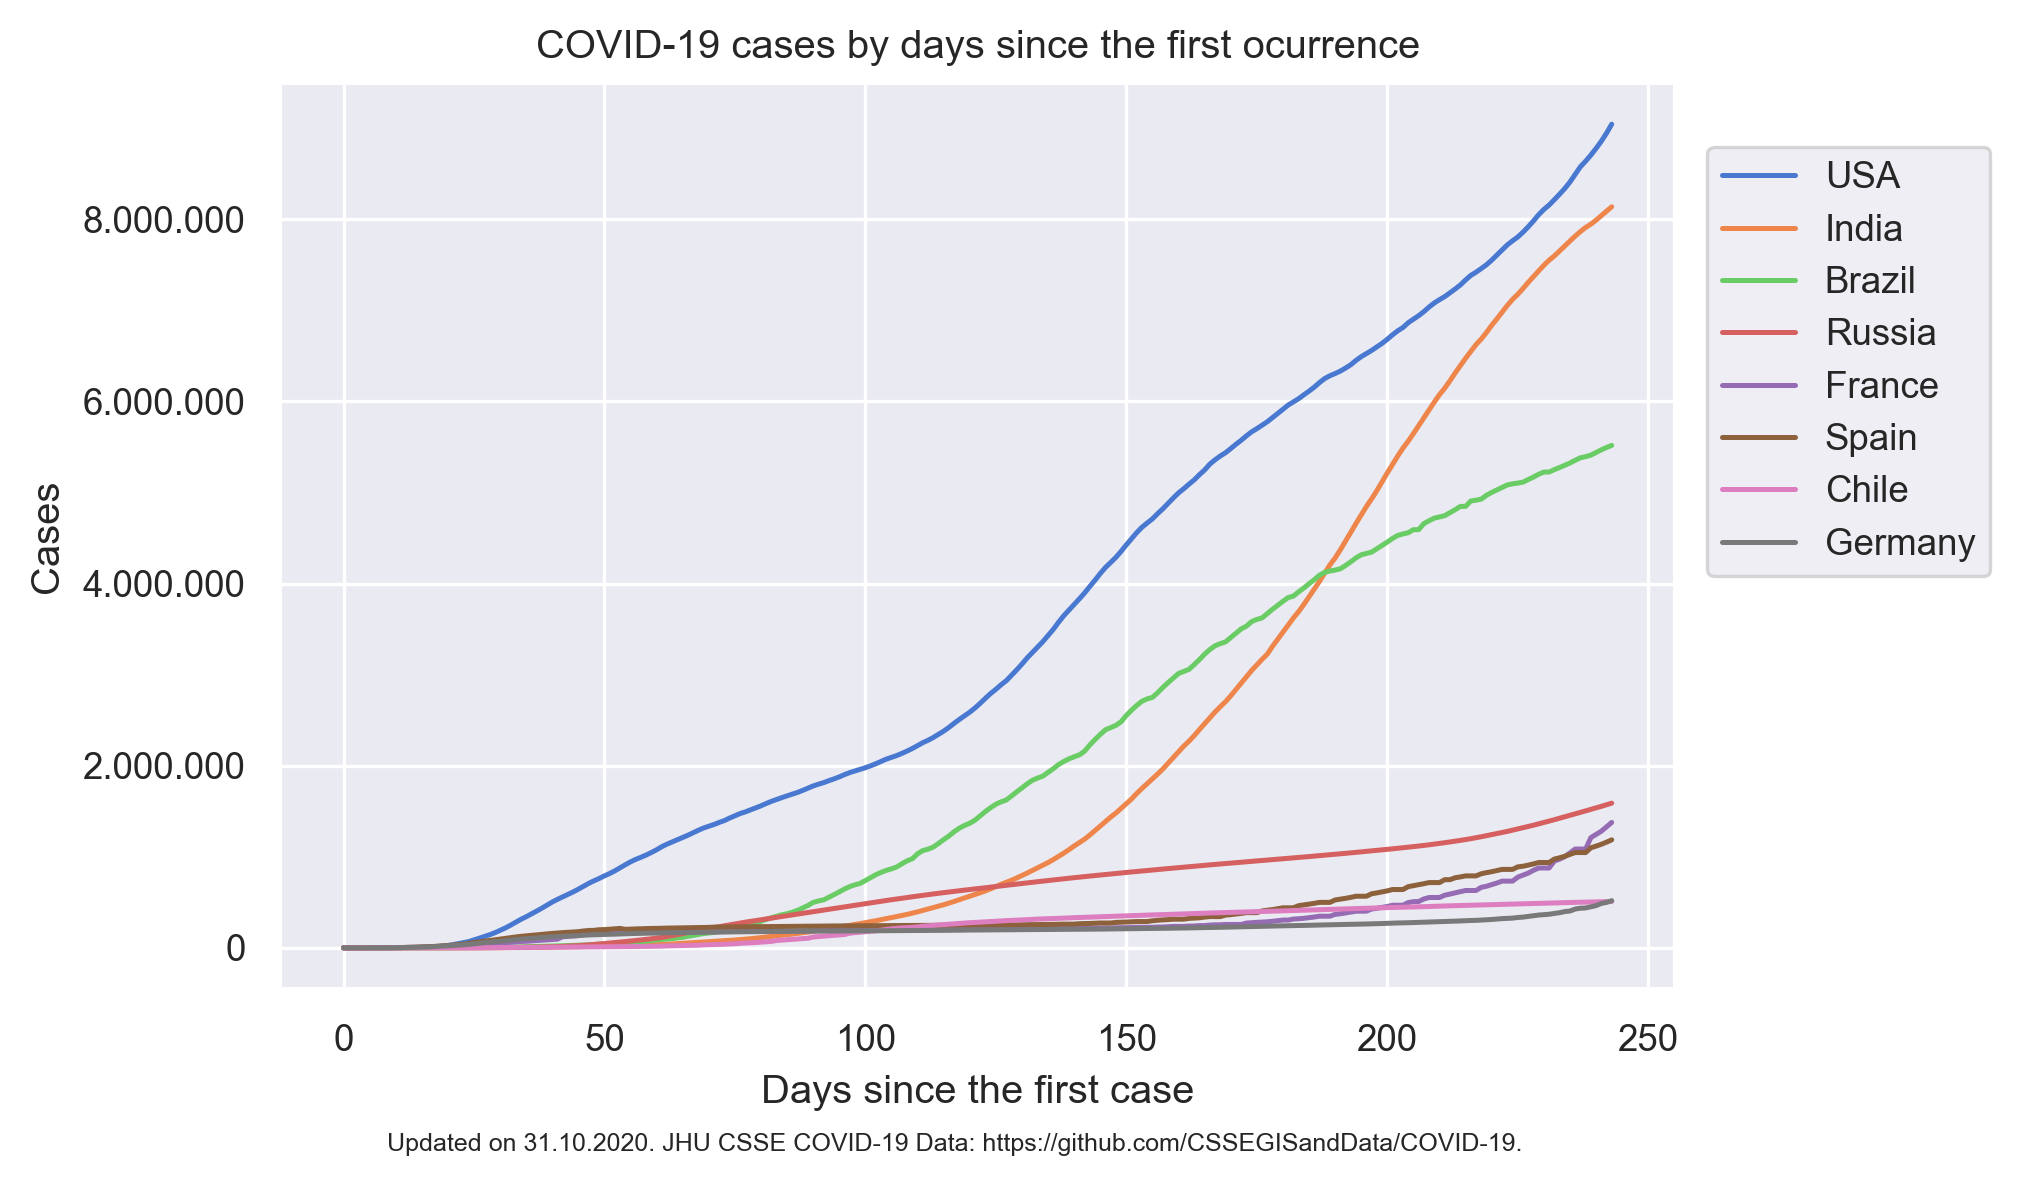 COVID-19 cases by days since the first ocurrence
Cases
8.000.000
6.000.000
4.000.000
2.000.000
0
0 50 100 150 200 250
Days since the first case
USA
India
Brazil
Russia
France
Spain
Chile
Germany
Updated on 31.10.2020. JHU CSSE COVID-19 Data: https://github.com/CSSEGISandData/COVID-19.